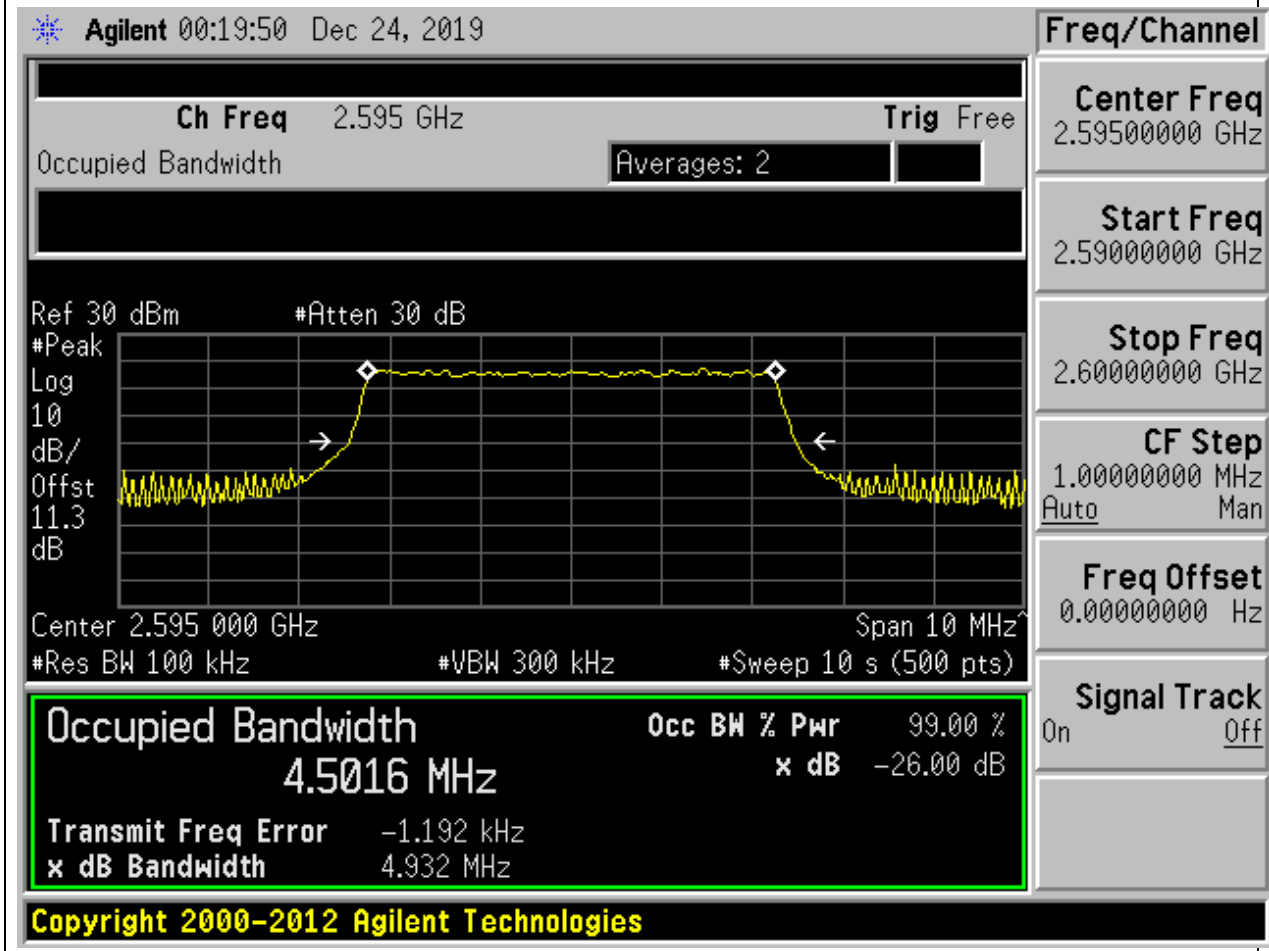 Agilent 00:19:50 Dec 24, 2019
Freq/Channel
Ch Freq 2.595 GHz Trig Free
Occupied Bandwidth Averages: 2
Ref 30 dBm #Atten 30 dB
#Peak
Log
10
dB/
Offst
11.3
dB
Center 2.595 000 GHz Span 10 MHz^
#Res BW 100 kHz #VBW 300 kHz #Sweep 10 s (500 pts)
Occupied Bandwidth Occ BW % Pwr 99.00 %
4.5016 MHz x dB -26.00 dB
Transmit Freq Error -1.192 kHz
x dB Bandwidth 4.932 MHz
Copyright 2000-2012 Agilent Technologies
Center Freq
2.59500000 GHz
Start Freq
2.59000000 GHz
Stop Freq
2.60000000 GHz
CF Step
1.00000000 MHz
Auto Man
Freq Offset
0.00000000 Hz
Signal Track
On Off